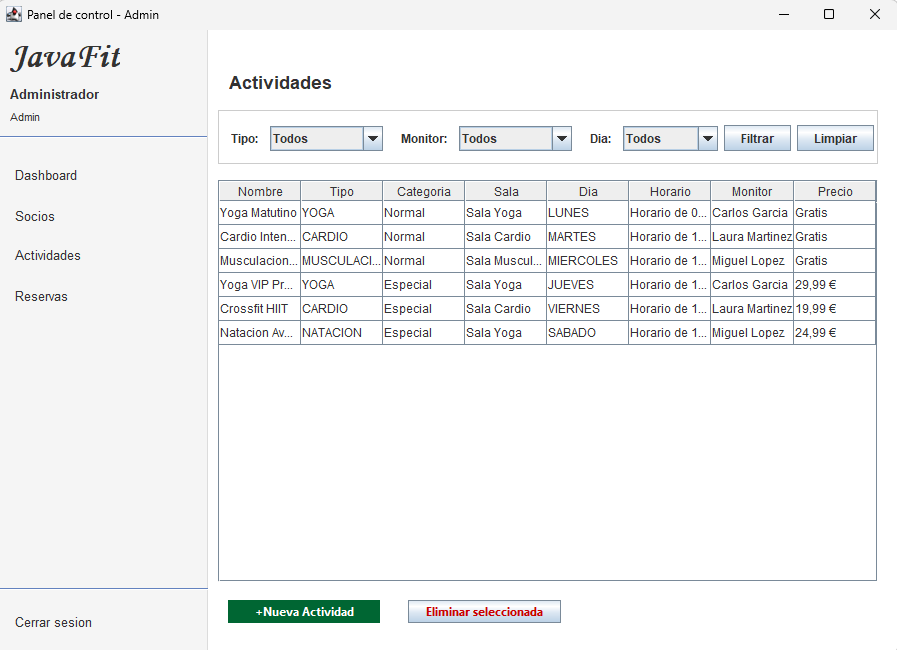 Panel de control - Admin
JavaFit
Administrador
Admin
Dashboard
Socios
Actividades
Reservas
Cerrar sesion
Actividades
Tipo: Todos Monitor: Todos Dia: Todos Filtrar Limpiar
Nombre Tipo Categoria Sala Dia Horario Monitor Precio
Yoga Matutino YOGA Normal Sala Yoga LUNES Horario de 0... Carlos Garcia Gratis
Cardio Inten... CARDIO Normal Sala Cardio MARTES Horario de 1... Laura Martinez Gratis
Musculacion... MUSCULACI... Normal Sala Muscul... MIERCOLES Horario de 1... Miguel Lopez Gratis
Yoga VIP Pr... YOGA Especial Sala Yoga JUEVES Horario de 1... Carlos Garcia 29,99 €
Crossfit HIIT CARDIO Especial Sala Cardio VIERNES Horario de 1... Laura Martinez 19,99 €
Natacion Av... NATACION Especial Sala Yoga SABADO Horario de 1... Miguel Lopez 24,99 €
+Nueva Actividad Eliminar seleccionada